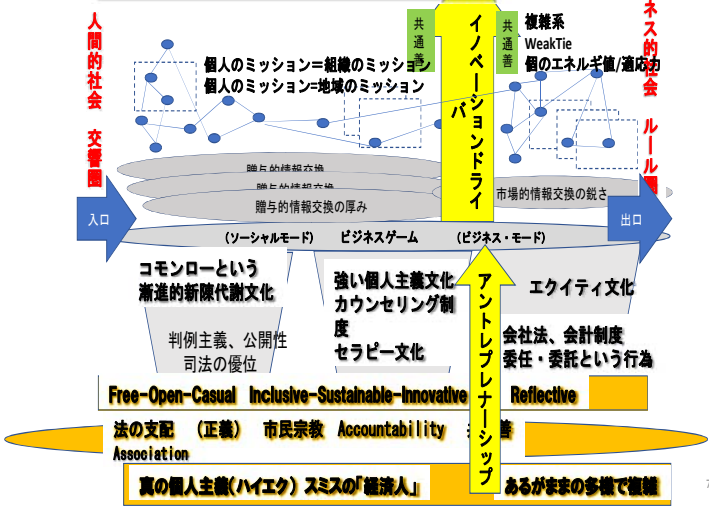 人間的社会 交響圏
個人のミッション＝組織のミッション
個人のミッション=地域のミッション
共通善
イノベーションドライバ
共通善
複雑系
WeakTie
個のエネルギ値/適応力
ネス的社会 ルール圏
贈与的情報交換
贈与的情報交換
贈与的情報交換の厚み
市場的情報交換の鋭さ
入口
出口
（ソーシャルモード） ビジネスゲーム （ビジネス・モード）
コモンローという
漸進的新陳代謝文化
判例主義、公開性
司法の優位
強い個人主義文化
カウンセリング制
度
セラピー文化
アントレプレナーシップ
エクイティ文化
会社法、会計制度
委任・委託という行為
Free-Open-Casual Inclusive-Sustainable-Innovative Reflective
法の支配 （正義） 市民宗教 Accountability 善
Association
真の個人主義(ハイエク) スミスの「経済人」 あるがままの多様で複雑